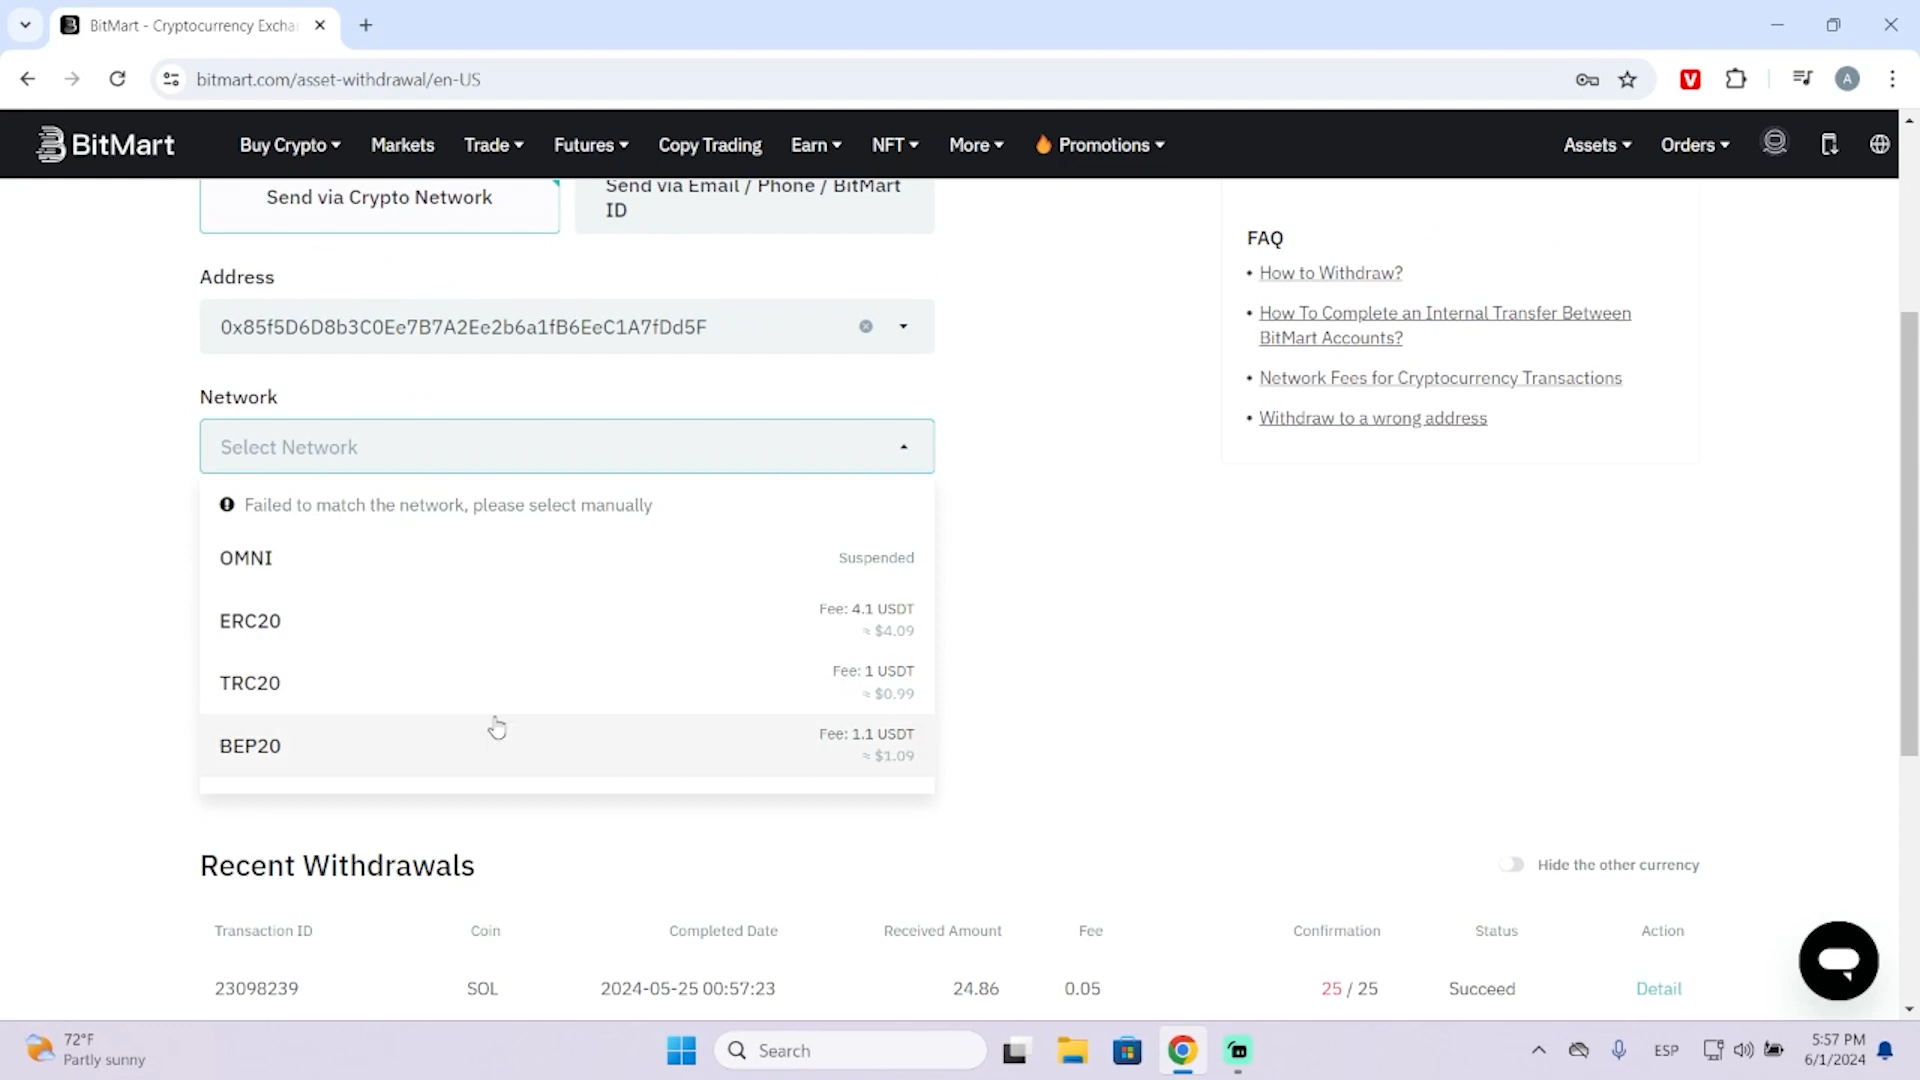 BitMart - Cryptocurrency Excha
bitmart.com/asset-withdrawal/en-US
A
BitMart
Buy Crypto
Markets
Trade
Futures
Copy Trading
Earn
NFT
More
Promotions
Assets
Orders
Send via Crypto Network
Send via Email / Phone / BitMart
ID
Address
0x85f5D6D8b3C0Ee7B7A2Ee2b6a1fB6EeC1A7fDd5F
Network
Select Network
Failed to match the network, please select manually
OMNI
Suspended
ERC20
Fee: 4.1 USDT
≈ $4.09
TRC20
Fee: 1 USDT
≈ $0.99
BEP20
Fee: 1.1 USDT
≈ $1.09
FAQ
• How to Withdraw?
• How To Complete an Internal Transfer Between
BitMart Accounts?
• Network Fees for Cryptocurrency Transactions
• Withdraw to a wrong address
Recent Withdrawals
Hide the other currency
Transaction ID
Coin
Completed Date
Received Amount
Fee
Confirmation
Status
Action
23098239
SOL
2024-05-25 00:57:23
24.86
0.05
25 / 25
Succeed
Detail
72°F
Partly sunny
Search
ESP
5:57 PM
6/1/2024